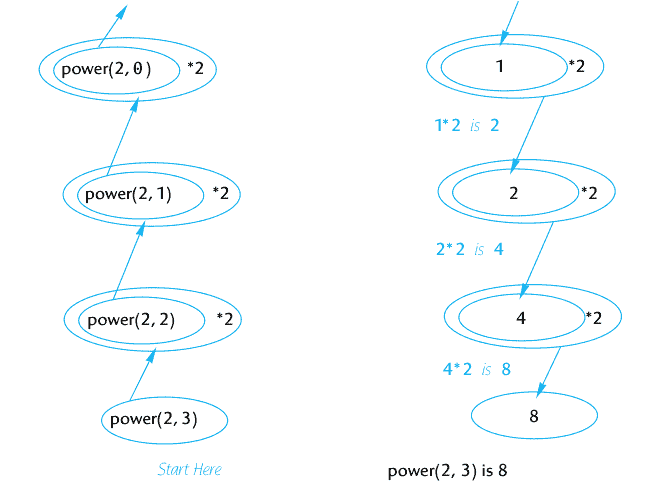 power(2, 0) *2
power(2, 1) *2
power(2, 2) *2
power(2, 3)
Start Here
1 *2
1*2 is 2
2 *2
2*2 is 4
4 *2
4*2 is 8
8
power(2, 3) is 8